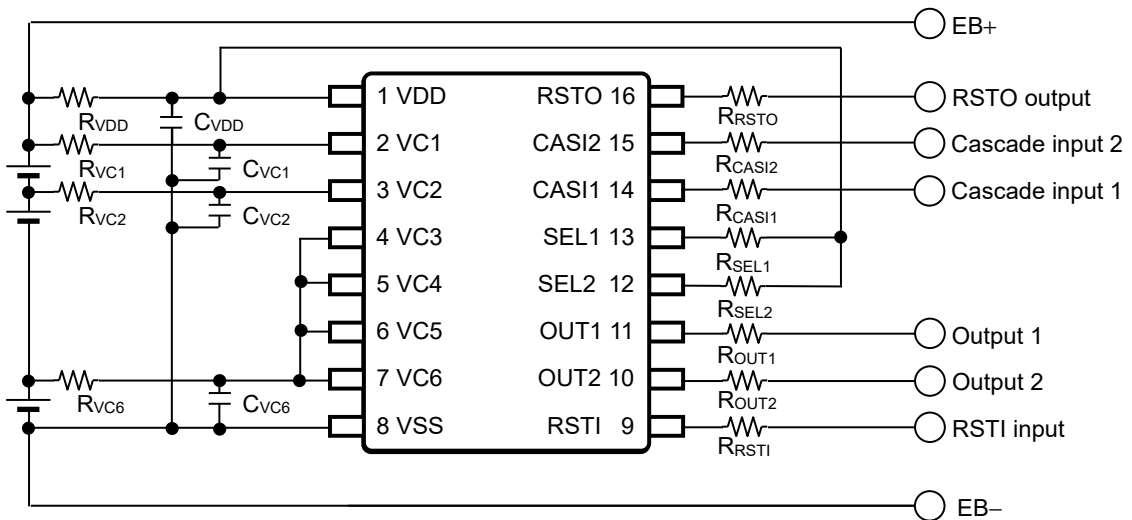 EB+
1 VDD
RSTO 16
RSTO output
RVDD
CVDD
RRSTO
2 VC1
CASI2 15
Cascade input 2
RVC1
CVC1
RCASI2
3 VC2
CASI1 14
Cascade input 1
RVC2
CVC2
RCASI1
4 VC3
SEL1 13
RSEL1
5 VC4
SEL2 12
RSEL2
6 VC5
OUT1 11
Output 1
ROUT1
7 VC6
OUT2 10
Output 2
RVC6
CVC6
ROUT2
8 VSS
RSTI 9
RSTI input
RRSTI
EB−